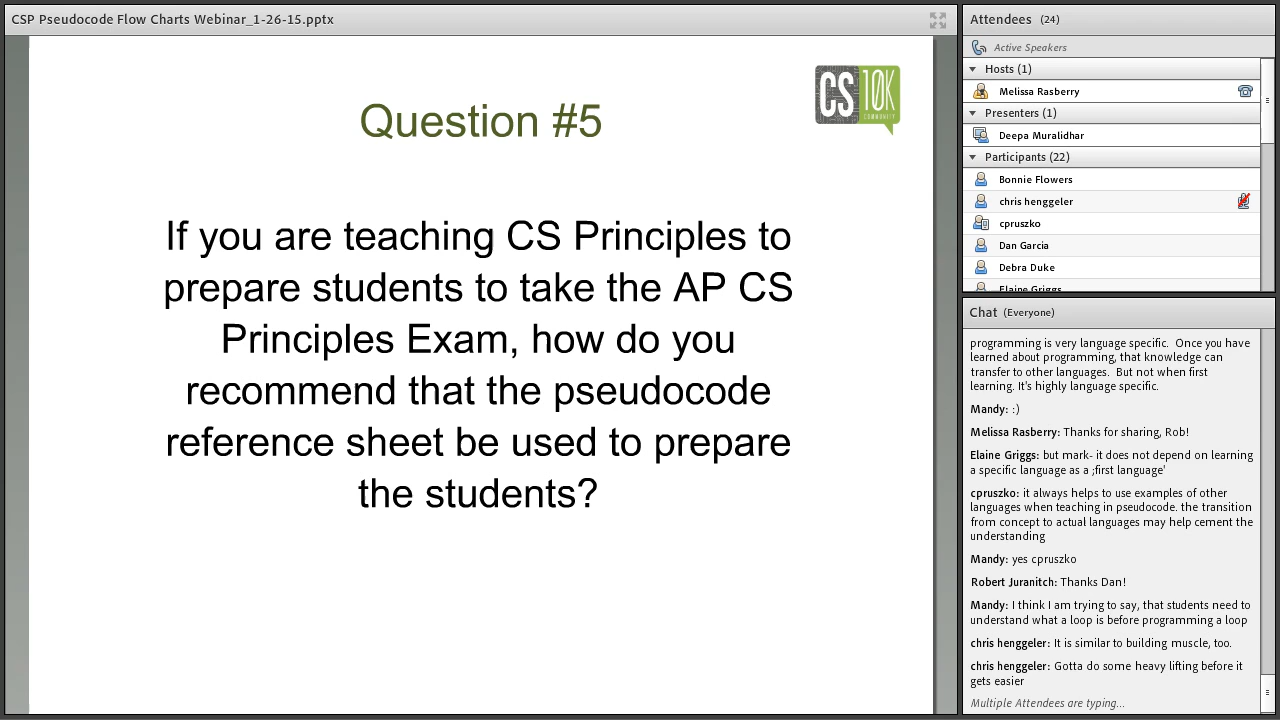 CSP Pseudocode Flow Charts Webinar_1-26-15.pptx
CS 10K
COMMUNITY
Question #5
If you are teaching CS Principles to
prepare students to take the AP CS
Principles Exam, how do you
recommend that the pseudocode
reference sheet be used to prepare
the students?
Attendees (24)
Active Speakers
Hosts (1)
Melissa Rasberry
Presenters (1)
Deepa Muralidhar
Participants (22)
Bonnie Flowers
chris henggeler
cpruszko
Dan Garcia
Debra Duke
Elaine Griggs
Chat (Everyone)
programming is very language specific. Once you have
learned about programming, that knowledge can
transfer to other languages. But not when first
learning. It's highly language specific.
Mandy: :)
Melissa Rasberry: Thanks for sharing, Rob!
Elaine Griggs: but mark- it does not depend on learning
a specific language as a ;first language'
cpruszko: it always helps to use examples of other
languages when teaching in pseudocode. the transition
from concept to actual languages may help cement the
understanding
Mandy: yes cpruszko
Robert Juranitch: Thanks Dan!
Mandy: I think I am trying to say, that students need to
understand what a loop is before programming a loop
chris henggeler: It is similar to building muscle, too.
chris henggeler: Gotta do some heavy lifting before it
gets easier
Multiple Attendees are typing...